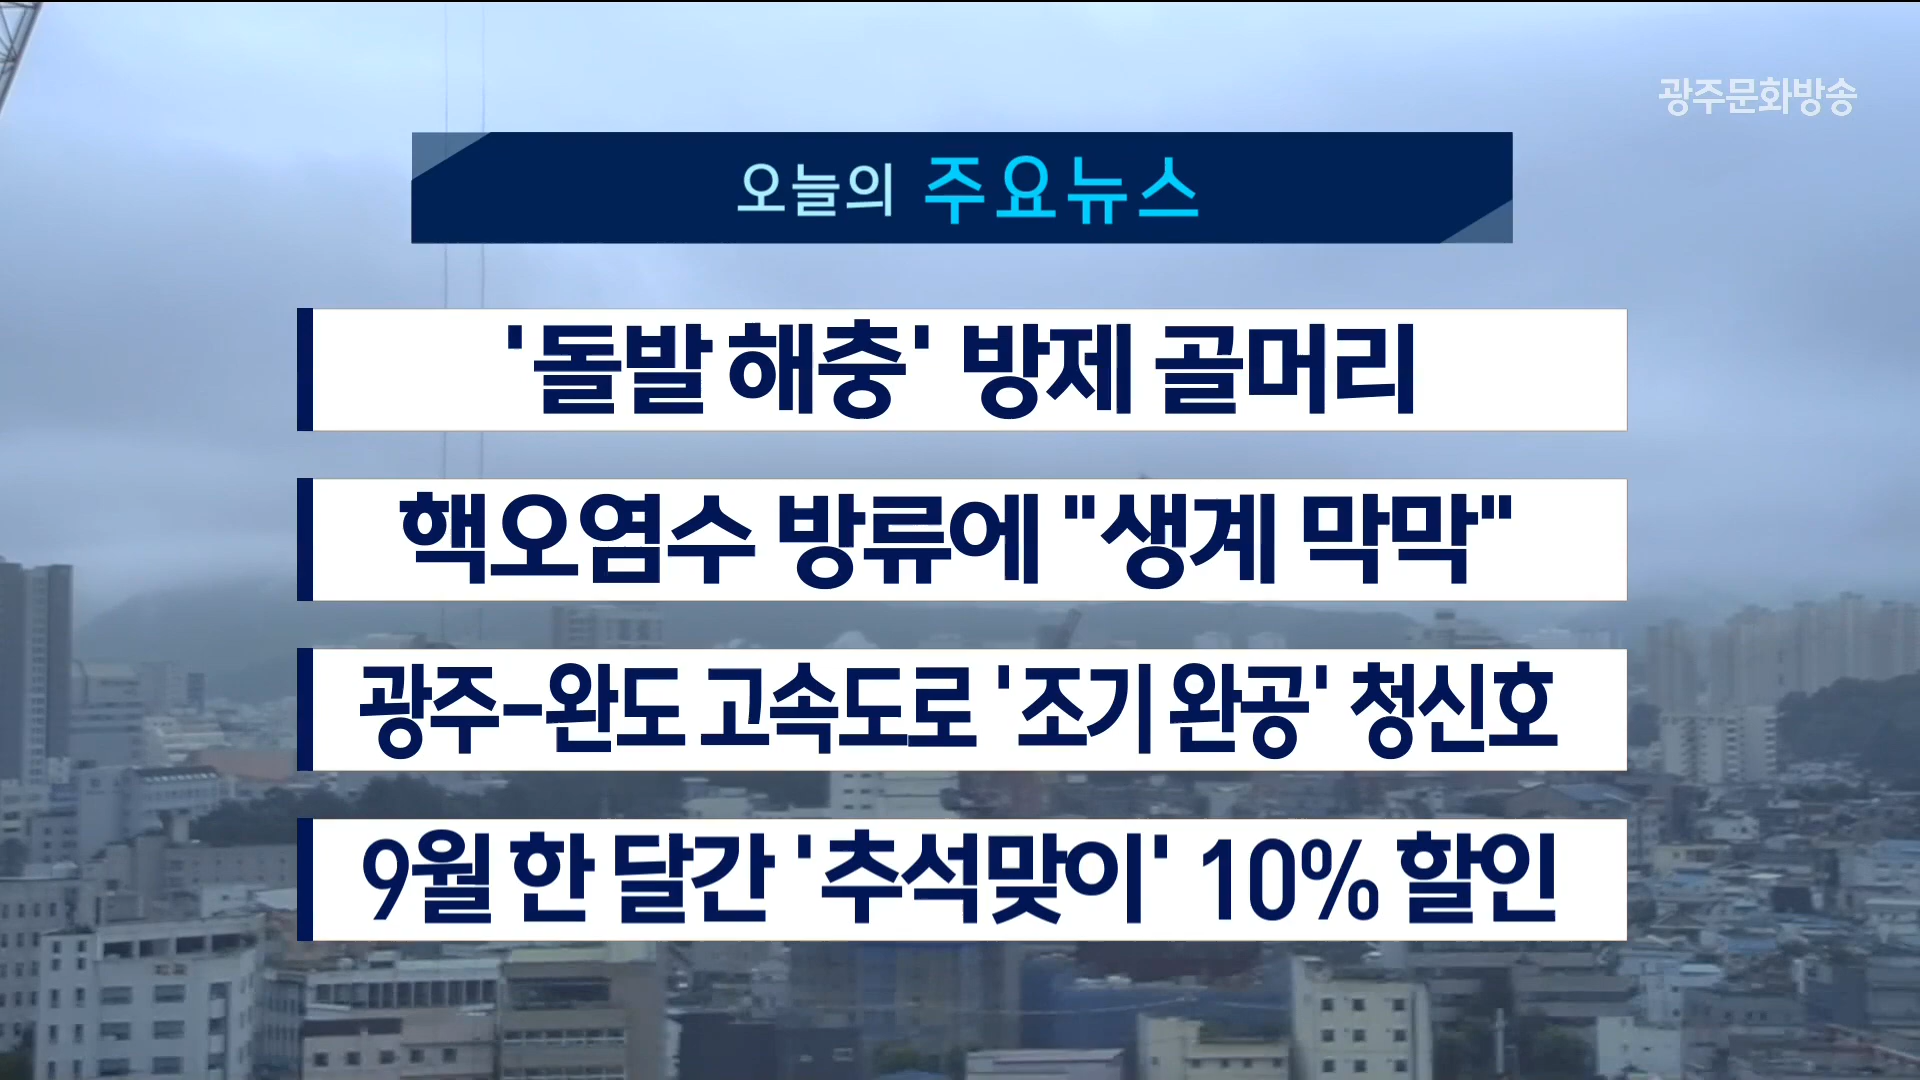 광주문화방송
오늘의 주요뉴스
'돌발 해충' 방제 골머리
핵오염수 방류에 "생계 막막"
광주-완도 고속도로 '조기 완공' 청신호
9월 한 달간 '추석맞이' 10% 할인